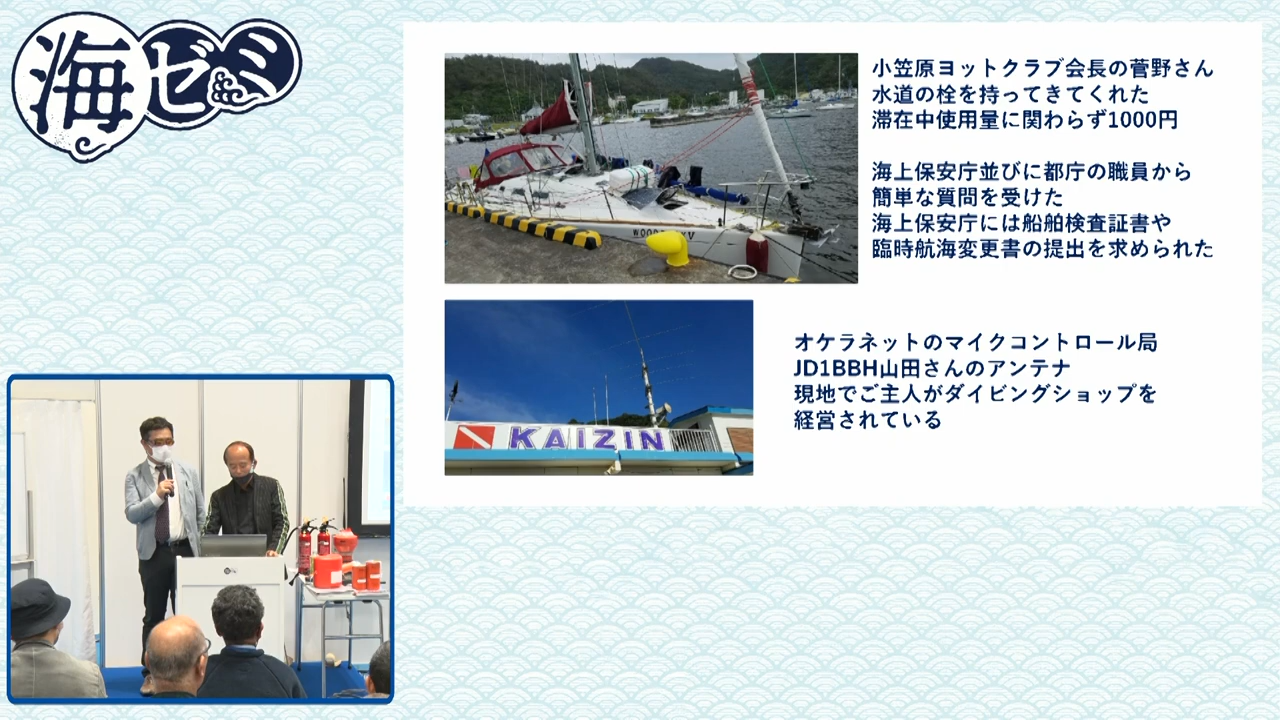 海ゼミ
小笠原ヨットクラブ会長の菅野さん
水道の栓を持ってきてくれた
滞在中使用量に関わらず1000円
海上保安庁並びに都庁の職員から
簡単な質問を受けた
海上保安庁には船舶検査証書や
臨時航海変更書の提出を求められた
オケラネットのマイクコントロール局
JD1BBH山田さんのアンテナ
現地でご主人がダイビングショップを
経営されている
KAIZIN